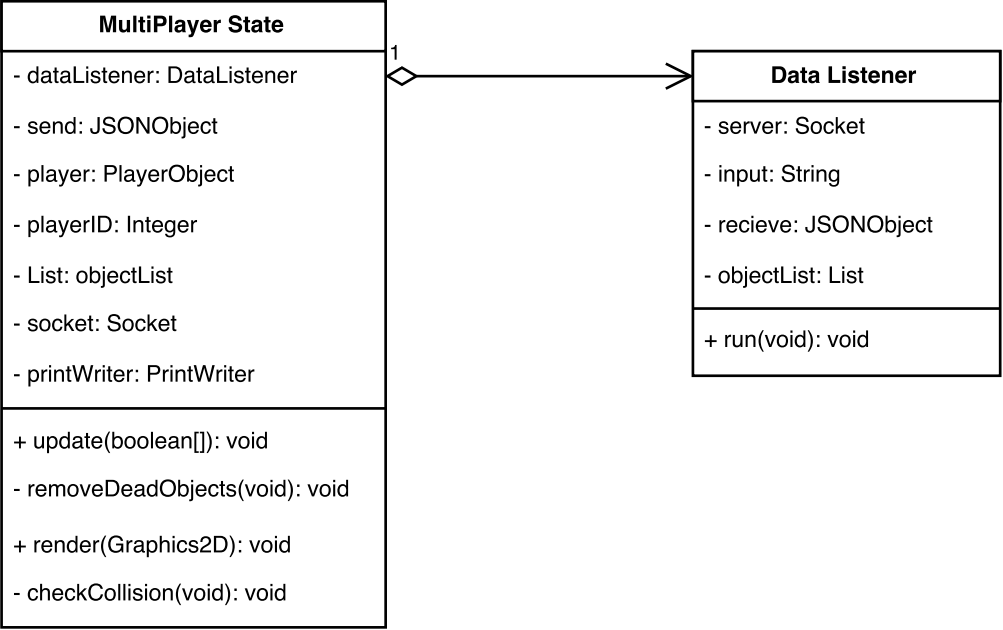 MultiPlayer State
- dataListener: DataListener
- send: JSONObject
- player: PlayerObject
- playerID: Integer
- List: objectList
- socket: Socket
- printWriter: PrintWriter
+ update(boolean[]): void
- removeDeadObjects(void): void
+ render(Graphics2D): void
- checkCollision(void): void
1
Data Listener
- server: Socket
- input: String
- recieve: JSONObject
- objectList: List
+ run(void): void